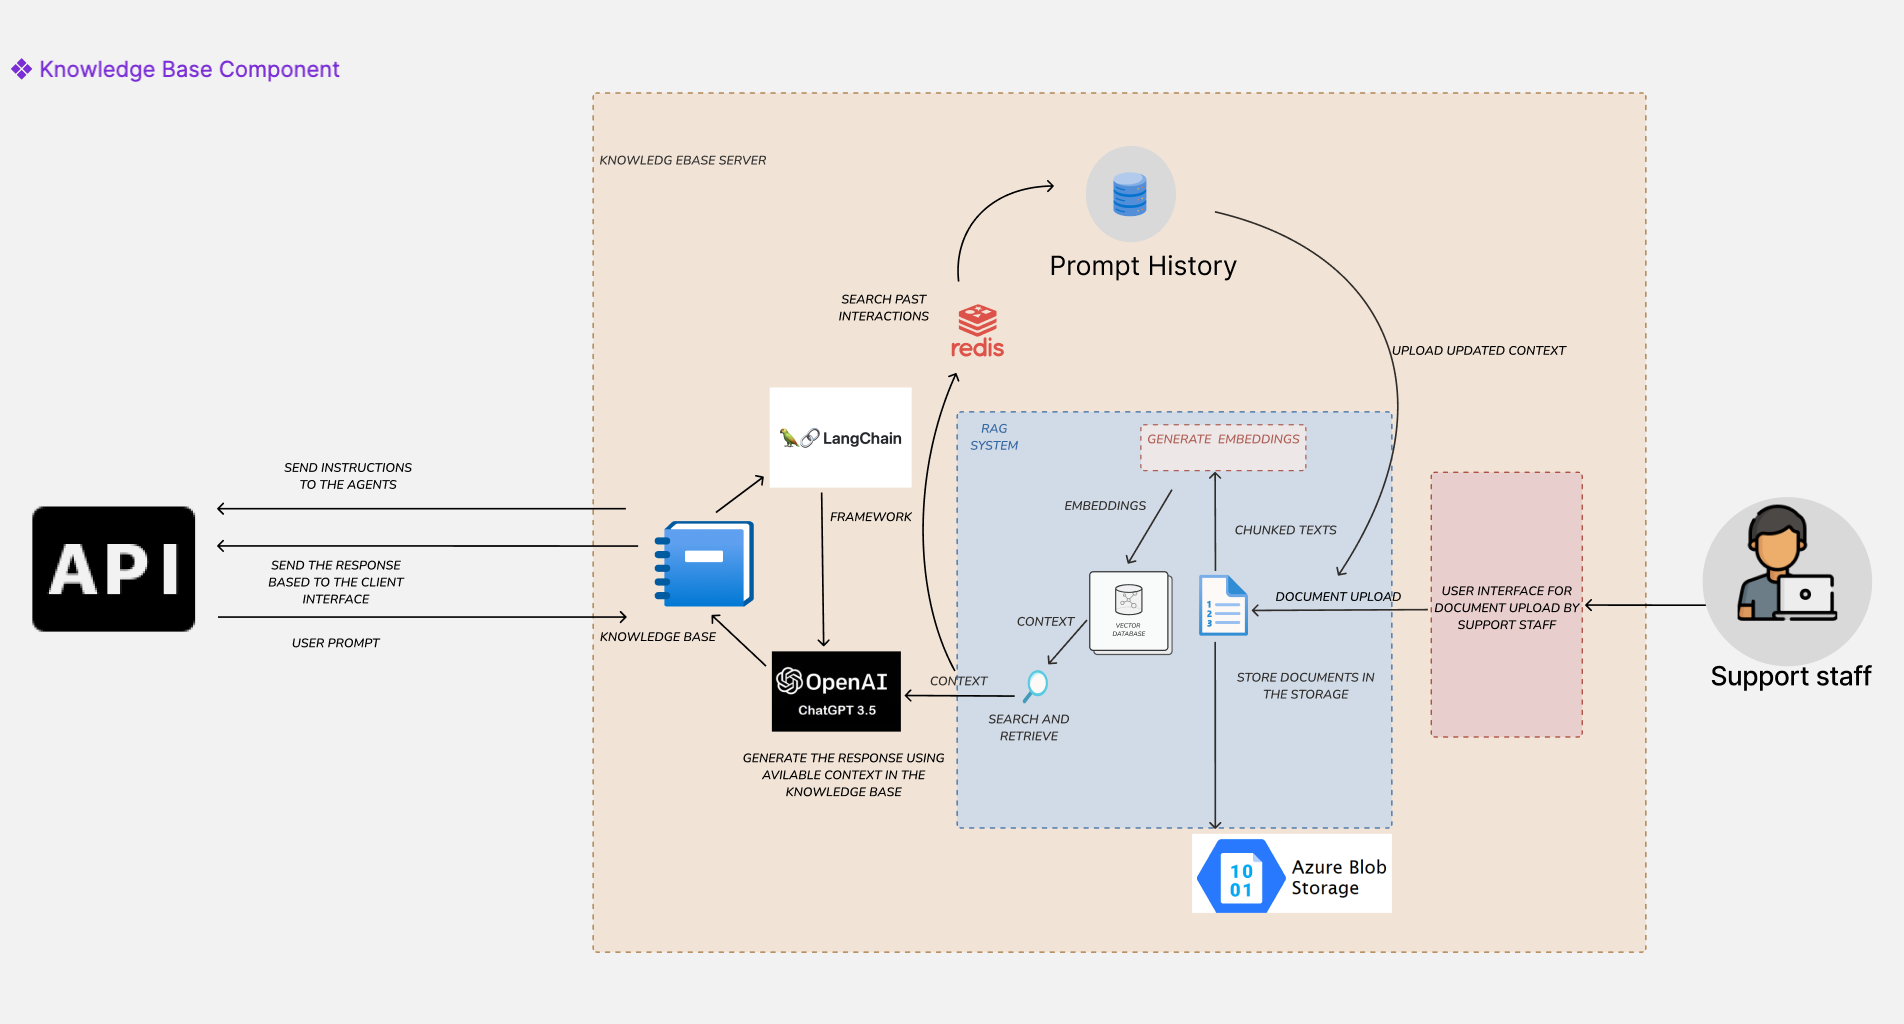 ❖ Knowledge Base Component
KNOWLEDG EBASE SERVER
Prompt History
SEARCH PAST
INTERACTIONS
redis
UPLOAD UPDATED CONTEXT
LangChain
RAG
SYSTEM
GENERATE EMBEDDINGS
SEND INSTRUCTIONS
TO THE AGENTS
FRAMEWORK
EMBEDDINGS
CHUNKED TEXTS
API
SEND THE RESPONSE
BASED TO THE CLIENT
INTERFACE
USER PROMPT
KNOWLEDGE BASE
CONTEXT
VECTOR
DATABASE
1
2
3
DOCUMENT UPLOAD
USER INTERFACE FOR
DOCUMENT UPLOAD BY
SUPPORT STAFF
Support staff
OpenAI
ChatGPT 3.5
CONTEXT
SEARCH AND
RETRIEVE
STORE DOCUMENTS IN
THE STORAGE
GENERATE THE RESPONSE USING
AVILABLE CONTEXT IN THE
KNOWLEDGE BASE
10
01
Azure Blob
Storage